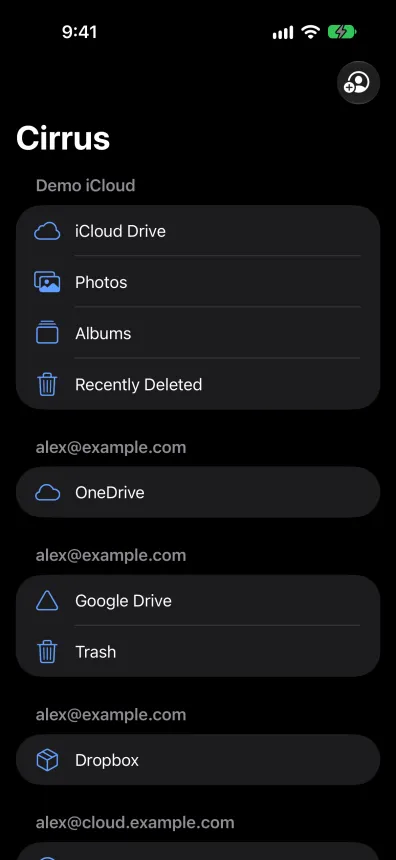 9:41
Cirrus
Demo iCloud
iCloud Drive
Photos
Albums
Recently Deleted
alex@example.com
OneDrive
alex@example.com
Google Drive
Trash
alex@example.com
Dropbox
alex@cloud.example.com